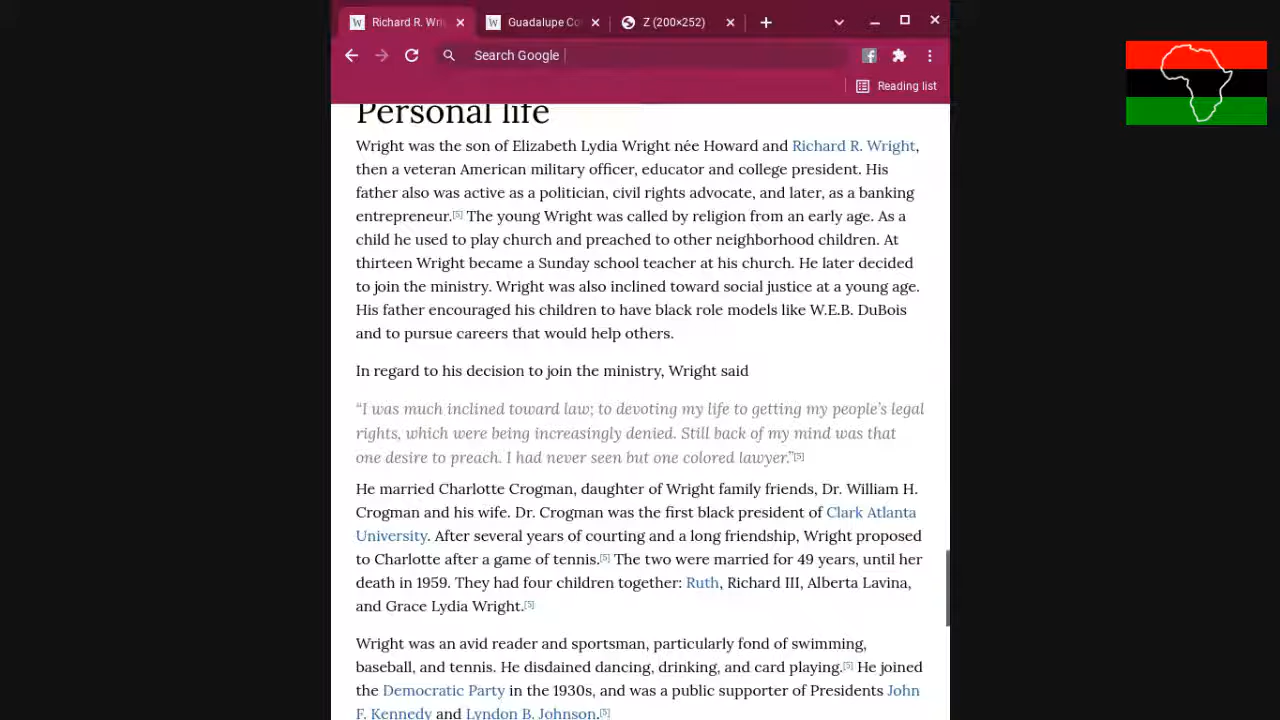 Richard R. Wri
Guadalupe Co
Z (200×252)
Search Google
Reading list
Personal life
Wright was the son of Elizabeth Lydia Wright née Howard and Richard R. Wright,
then a veteran American military officer, educator and college president. His
father also was active as a politician, civil rights advocate, and later, as a banking
entrepreneur.[5] The young Wright was called by religion from an early age. As a
child he used to play church and preached to other neighborhood children. At
thirteen Wright became a Sunday school teacher at his church. He later decided
to join the ministry. Wright was also inclined toward social justice at a young age.
His father encouraged his children to have black role models like W.E.B. DuBois
and to pursue careers that would help others.
In regard to his decision to join the ministry, Wright said
“I was much inclined toward law; to devoting my life to getting my people’s legal
rights, which were being increasingly denied. Still back of my mind was that
one desire to preach. I had never seen but one colored lawyer.”[5]
He married Charlotte Crogman, daughter of Wright family friends, Dr. William H.
Crogman and his wife. Dr. Crogman was the first black president of Clark Atlanta
University. After several years of courting and a long friendship, Wright proposed
to Charlotte after a game of tennis.[5] The two were married for 49 years, until her
death in 1959. They had four children together: Ruth, Richard III, Alberta Lavina,
and Grace Lydia Wright.[5]
Wright was an avid reader and sportsman, particularly fond of swimming,
baseball, and tennis. He disdained dancing, drinking, and card playing.[5] He joined
the Democratic Party in the 1930s, and was a public supporter of Presidents John
F. Kennedy and Lyndon B. Johnson.[5]